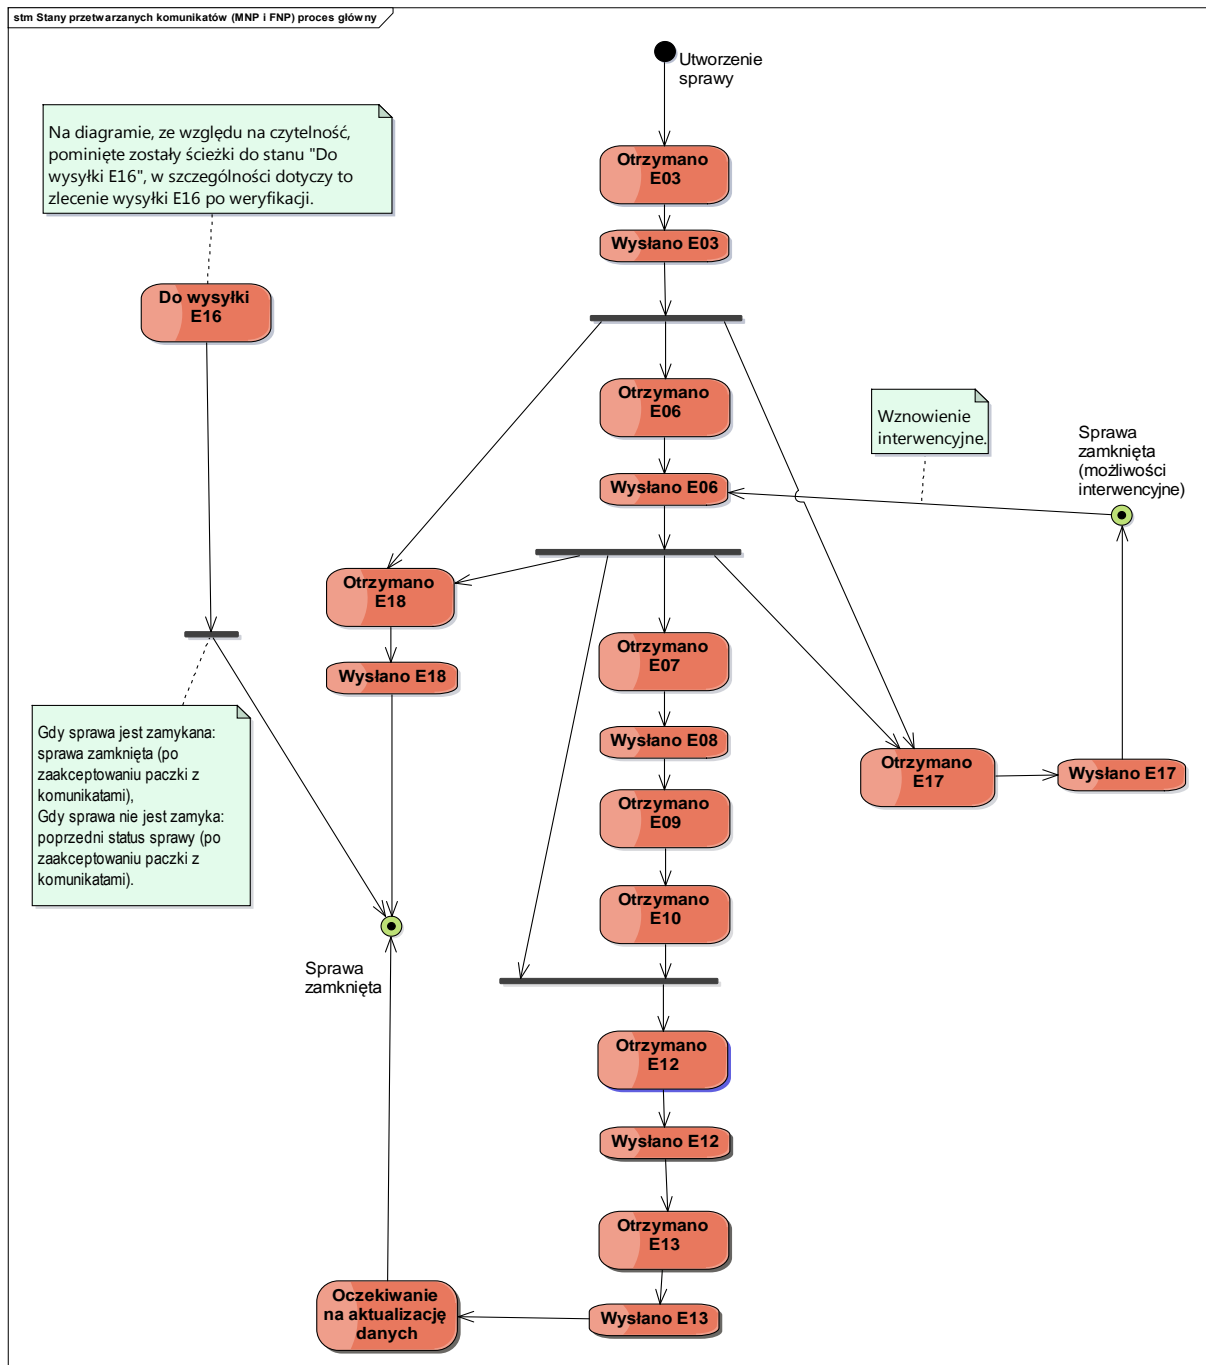 stm Stany przetwarzanych komunikatów (MNP i FNP) proces główny
Utworzenie
sprawy
Na diagramie, ze względu na czytelność,
pominięte zostały ścieżki do stanu "Do
wysyłki E16", w szczególności dotyczy to
zlecenie wysyłki E16 po weryfikacji.
Otrzymano
E03
Wysłano E03
Do wysyłki
E16
Otrzymano
E06
Wznowienie
interwencyjne.
Sprawa
zamknięta
(możliwości
interwencyjne)
Wysłano E06
Otrzymano
E18
Otrzymano
E07
Wysłano E18
Gdy sprawa jest zamykana:
sprawa zamknięta (po
zaakceptowaniu paczki z
komunikatami),
Gdy sprawa nie jest zamyka:
poprzedni status sprawy (po
zaakceptowaniu paczki z
komunikatami).
Wysłano E08
Otrzymano
E17
Wysłano E17
Otrzymano
E09
Otrzymano
E10
Sprawa
zamknięta
Otrzymano
E12
Wysłano E12
Otrzymano
E13
Oczekiwanie
na aktualizację
danych
Wysłano E13